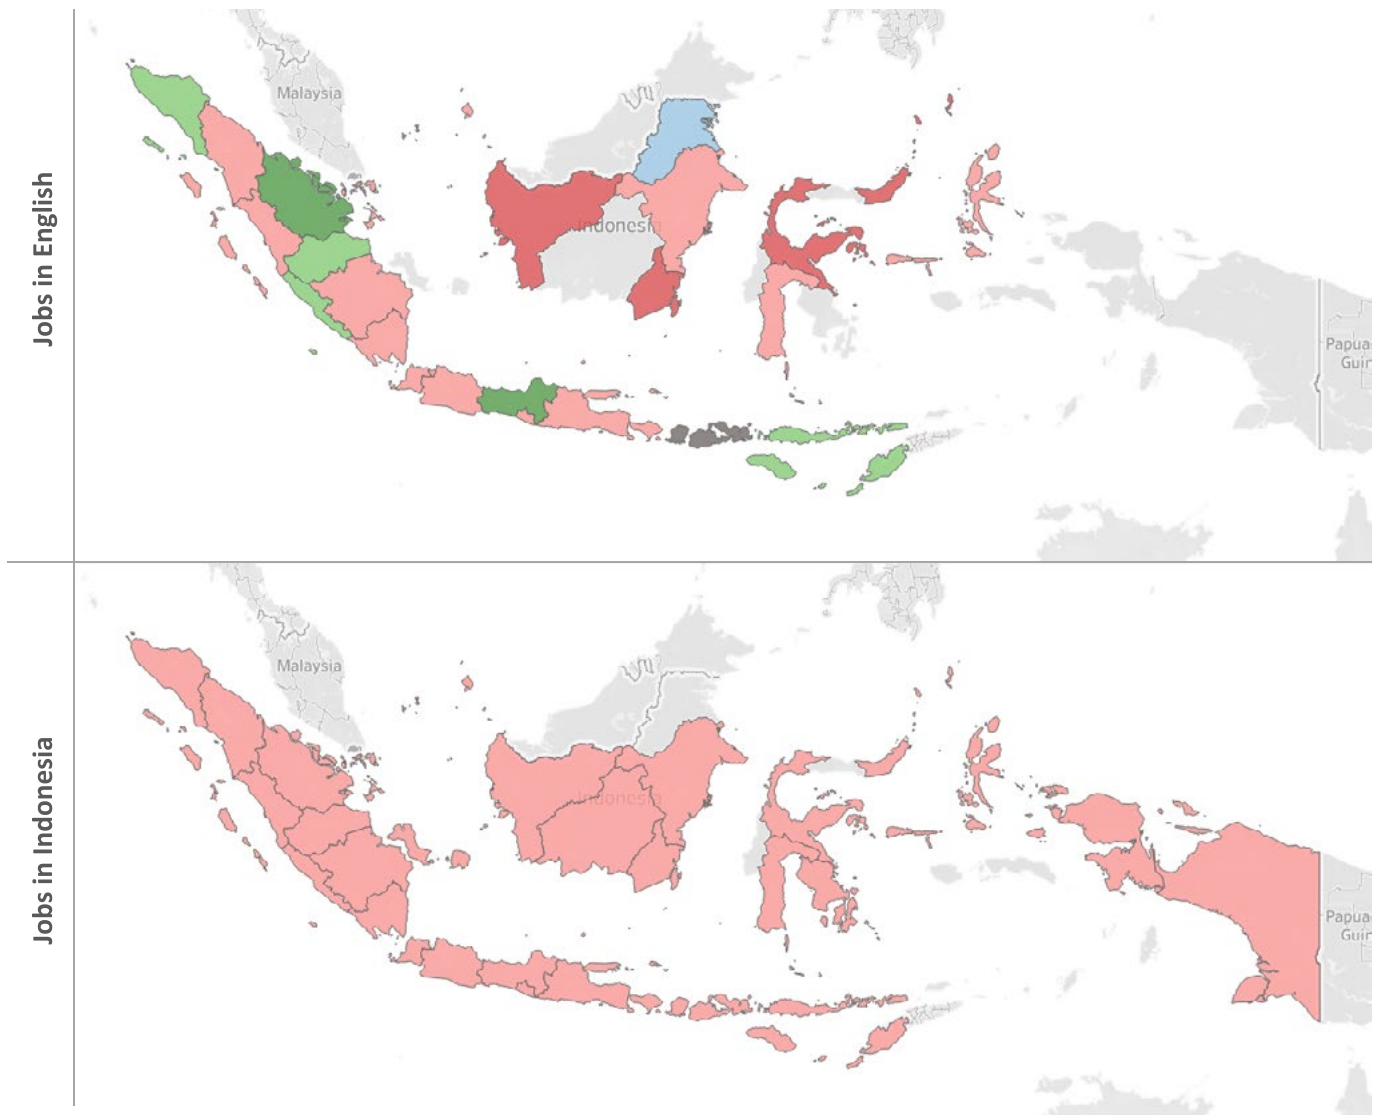 Jobs in English
Malaysia
Indonesia
Papua
Guin
Jobs in Indonesia
Malaysia
Indonesia
Papua
Guin